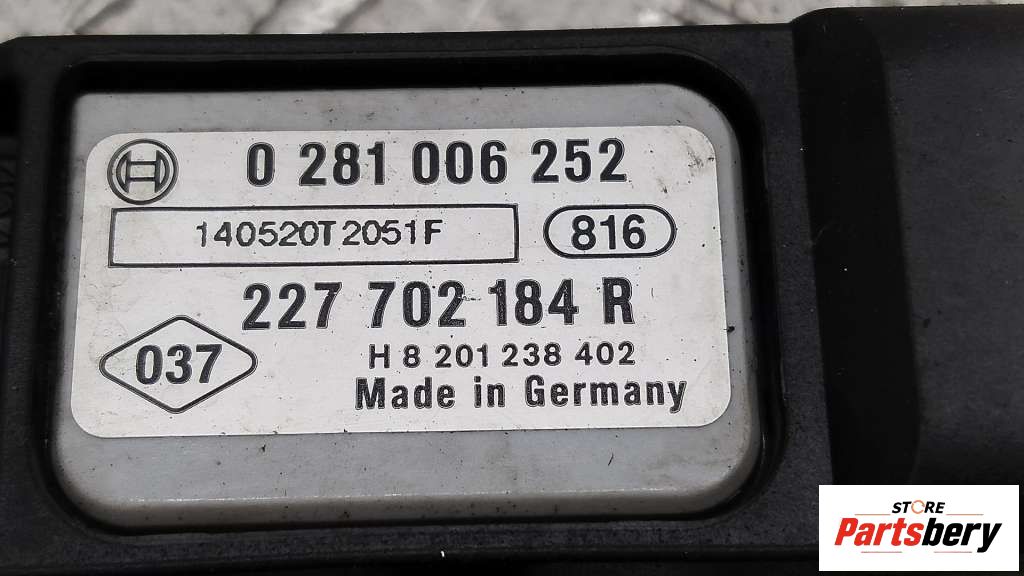 0 281 006 252
140520T2051F
816
227 702 184 R
037
H 8 201 238 402
Made in Germany
STORE
Partsbery